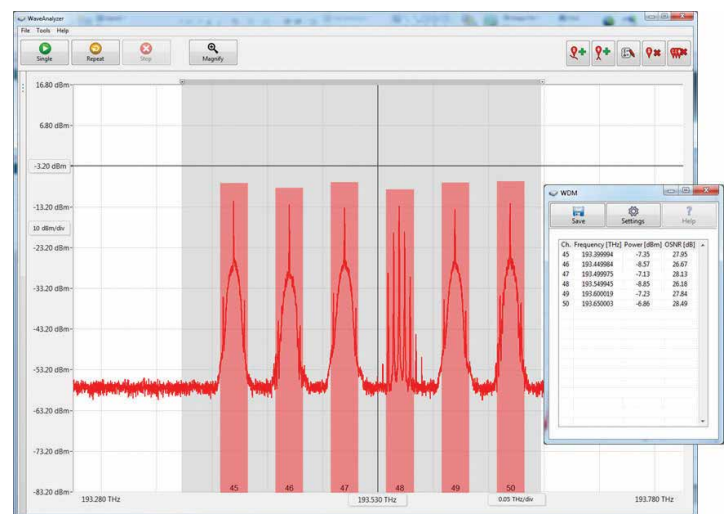 WaveAnalyzer
File Tools Help
Single Repeat Stop Magnify
16.80 dBm
6.80 dBm
-3.20 dBm
-13.20 dBm
10 dBm/div
-23.20 dBm
-33.20 dBm
-43.20 dBm
-53.20 dBm
-63.20 dBm
-73.20 dBm
-83.20 dBm
45 46 47 48 49 50
193.280 THz 193.530 THz 0.05 THz/div 193.780 THz
WDM
Save Settings Help
Ch. Frequency [THz] Power [dBm] OSNR [dB]
45 193.399994 -7.35 27.95
46 193.449984 -8.57 26.67
47 193.499975 -7.13 28.13
48 193.549945 -8.85 26.18
49 193.600019 -7.23 27.84
50 193.650003 -6.86 28.49